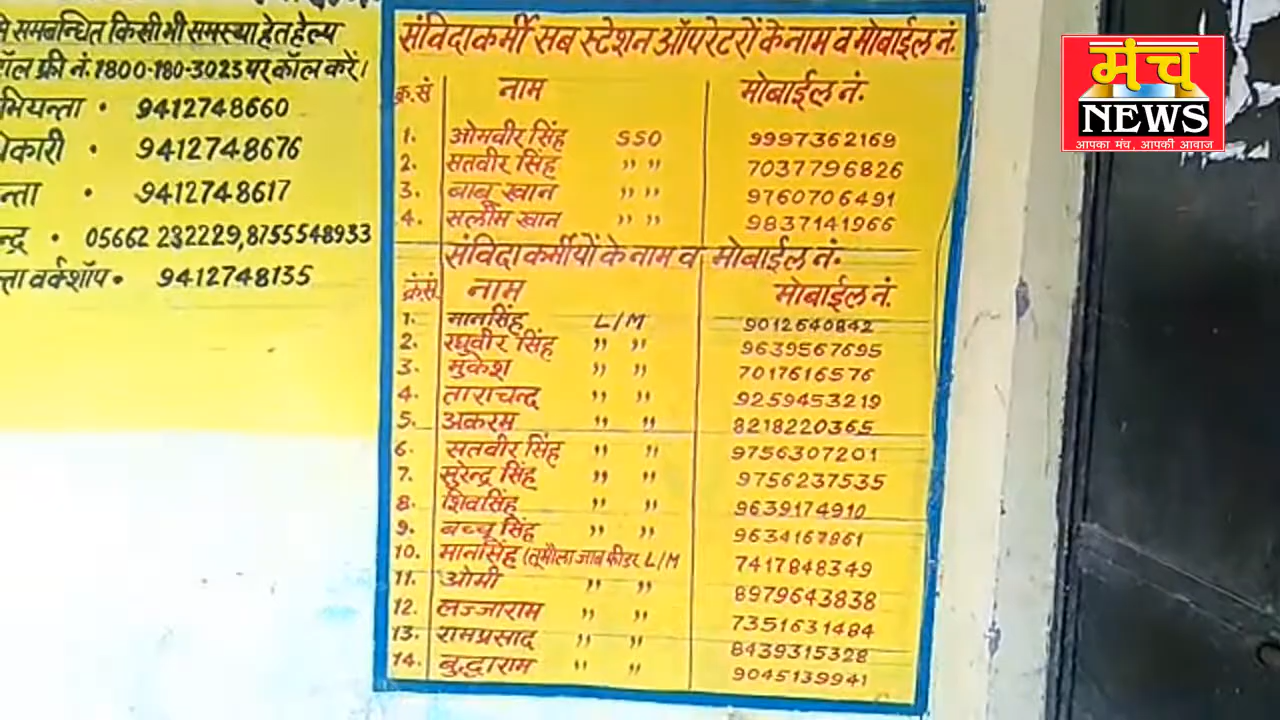 समबन्धित किसी भी समस्या हेत हेल्प
ॉल फ्री नं. 1800-180-3025 पर कॉल करें।
भियन्ता • 9412748660
िकारी • 9412748676
न्ता • 9412748617
न्द्र • 05662 232229, 8755548933
ता वर्कशॉप • 9412748135
संविदाकर्मी सब स्टेशन ऑपरेटरों के नाम व मोबाईल नं.
क्र.सं नाम मोबाईल नं.
1. ओमवीर सिंह SSO 9997362169
2. सतवीर सिंह ,, ,, 7037796826
3. बाबू खान ,, ,, 9760706491
4. सलीम खान ,, ,, 9837141966
संविदाकर्मीयों के नाम व मोबाईल नं.
क्रं.सं. नाम मोबाईल नं.
1. मानसिंह L/M 9012640842
2. रघुवीर सिंह ,, ,, 9639567695
3. मुकेश ,, ,, 7017616576
4. ताराचन्द ,, ,, 9259453219
5. अकरम ,, ,, 8218220365
6. सतवीर सिंह ,, ,, 9756307201
7. सुरेन्द्र सिंह ,, ,, 9756237535
8. शिवसिंह ,, ,, 9639174910
9. बच्चू सिंह ,, ,, 9634167861
10. मानसिंह (तूमौला जाब फीडर L/M 7417848349
11. ओमी ,, ,, 8979643838
12. लज्जाराम ,, ,, 7351631484
13. रामप्रसाद ,, ,, 8439315328
14. बुद्धाराम ,, ,, 9045139941
मंच
NEWS
आपका मंच, आपकी आवाज